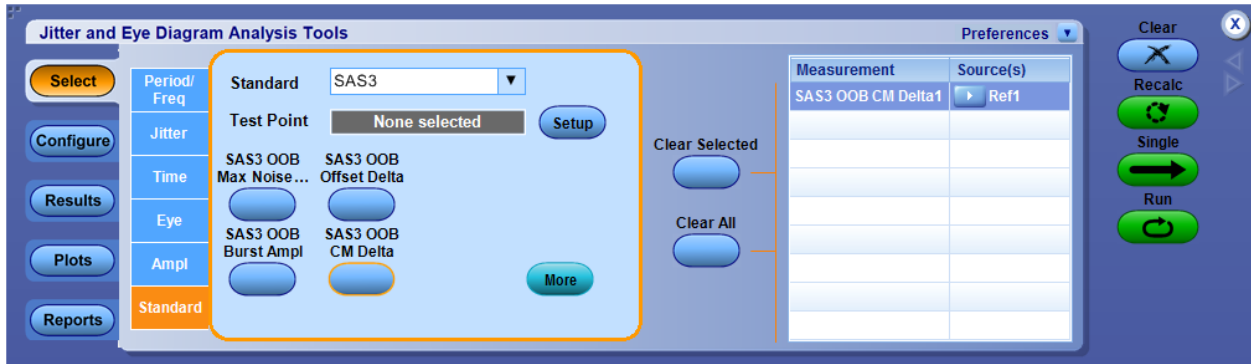 Jitter and Eye Diagram Analysis Tools
Preferences
Clear
X
Select
Configure
Results
Plots
Reports
Period/
Freq
Jitter
Time
Eye
Ampl
Standard
Standard
SAS3
Test Point
None selected
Setup
SAS3 OOB
Max Noise...
SAS3 OOB
Offset Delta
SAS3 OOB
Burst Ampl
SAS3 OOB
CM Delta
More
Clear Selected
Clear All
Measurement
Source(s)
SAS3 OOB CM Delta1
Ref1
Recalc
Single
Run